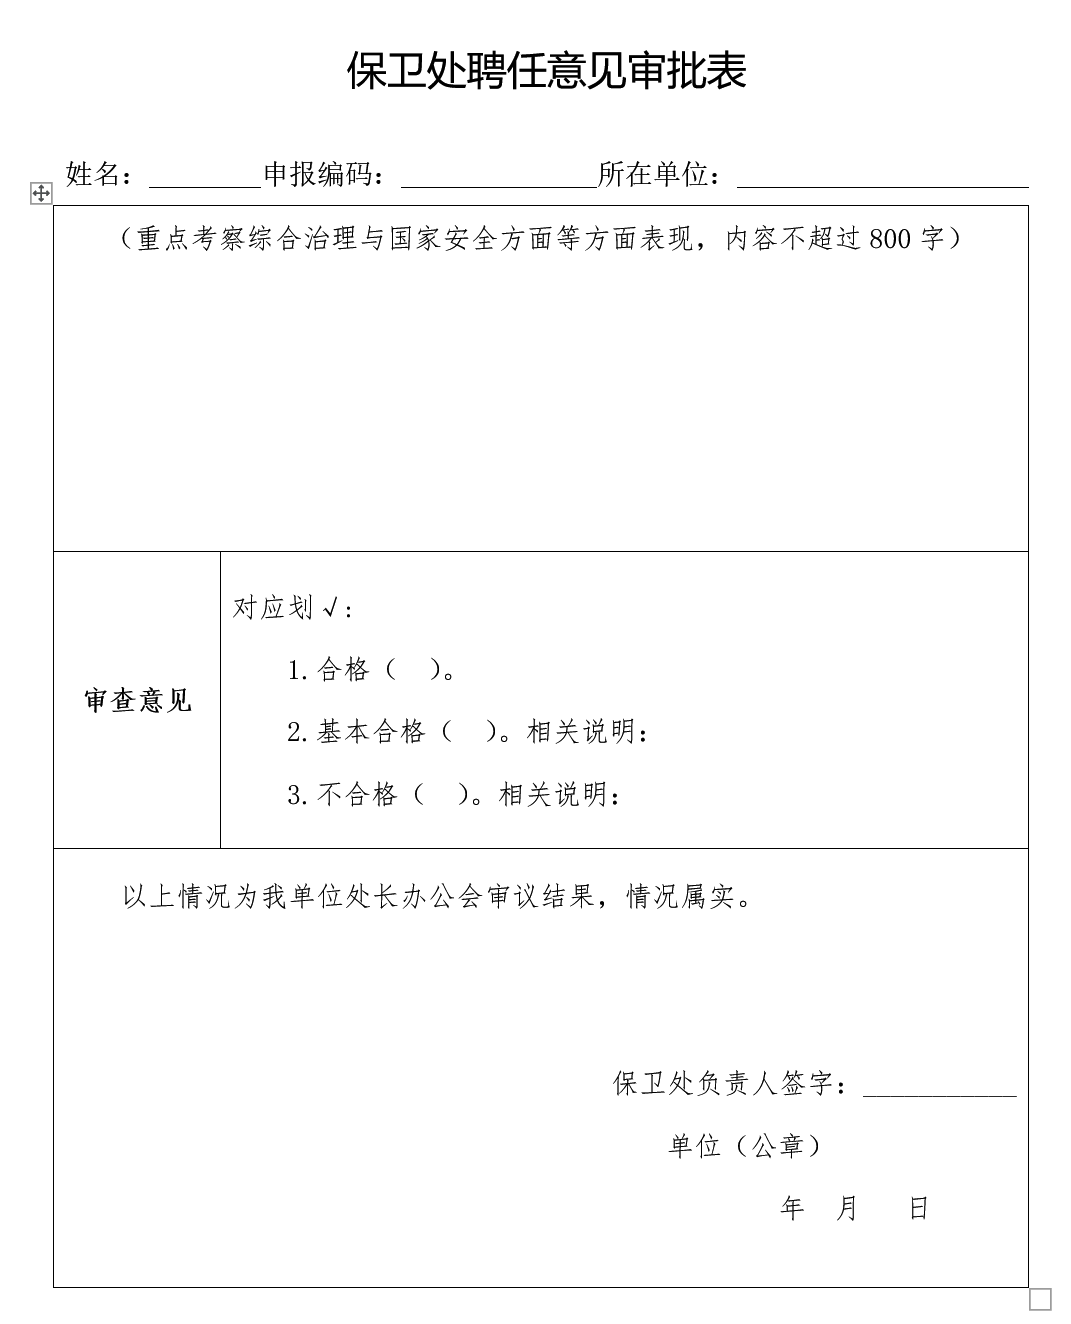 保卫处聘任意见审批表
姓名：________申报编码：______________所在单位：_____________________
（重点考察综合治理与国家安全方面等方面表现，内容不超过 800 字）
对应划√：
1.合格（ ）。
审查意见
2.基本合格（ ）。相关说明：
3.不合格（ ）。相关说明：
以上情况为我单位处长办公会审议结果，情况属实。
保卫处负责人签字：___________
单位（公章）
年 月 日